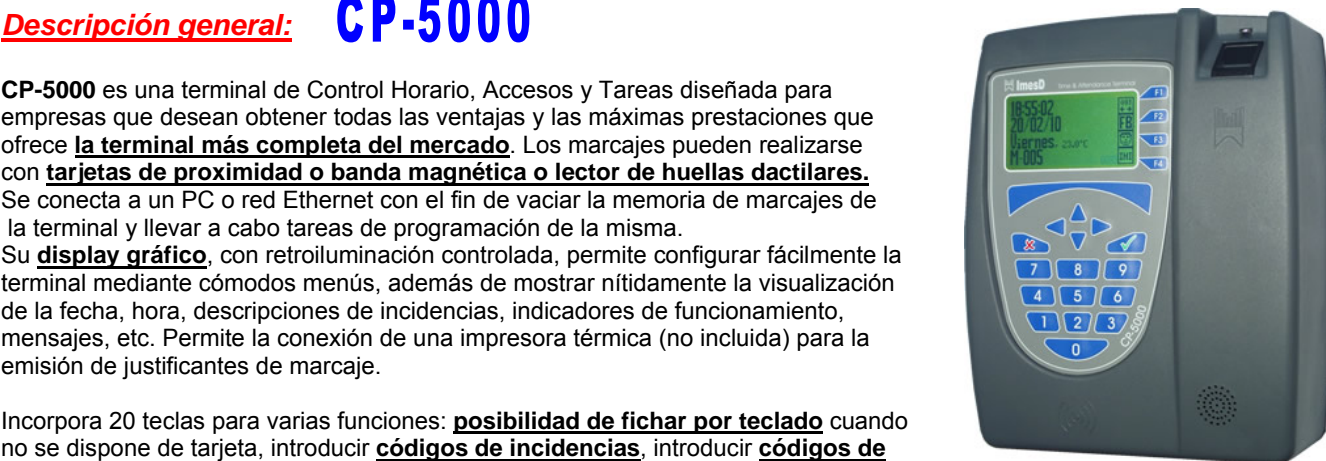 Descripción general: CP-5000
CP-5000 es una terminal de Control Horario, Accesos y Tareas diseñada para
empresas que desean obtener todas las ventajas y las máximas prestaciones que
ofrece la terminal más completa del mercado. Los marcajes pueden realizarse
con tarjetas de proximidad o banda magnética o lector de huellas dactilares.
Se conecta a un PC o red Ethernet con el fin de vaciar la memoria de marcajes de
la terminal y llevar a cabo tareas de programación de la misma.
Su display gráfico, con retroiluminación controlada, permite configurar fácilmente la
terminal mediante cómodos menús, además de mostrar nítidamente la visualización
de la fecha, hora, descripciones de incidencias, indicadores de funcionamiento,
mensajes, etc. Permite la conexión de una impresora térmica (no incluida) para la
emisión de justificantes de marcaje.
Incorpora 20 teclas para varias funciones: posibilidad de fichar por teclado cuando
no se dispone de tarjeta, introducir códigos de incidencias, introducir códigos de
ImesD Time & Attendance Terminal
18:55:02
20/02/10
Viernes, 23.0°C
M-005
FB
F1
F2
F3
F4
7 8 9
4 5 6
1 2 3
0
CP-5000